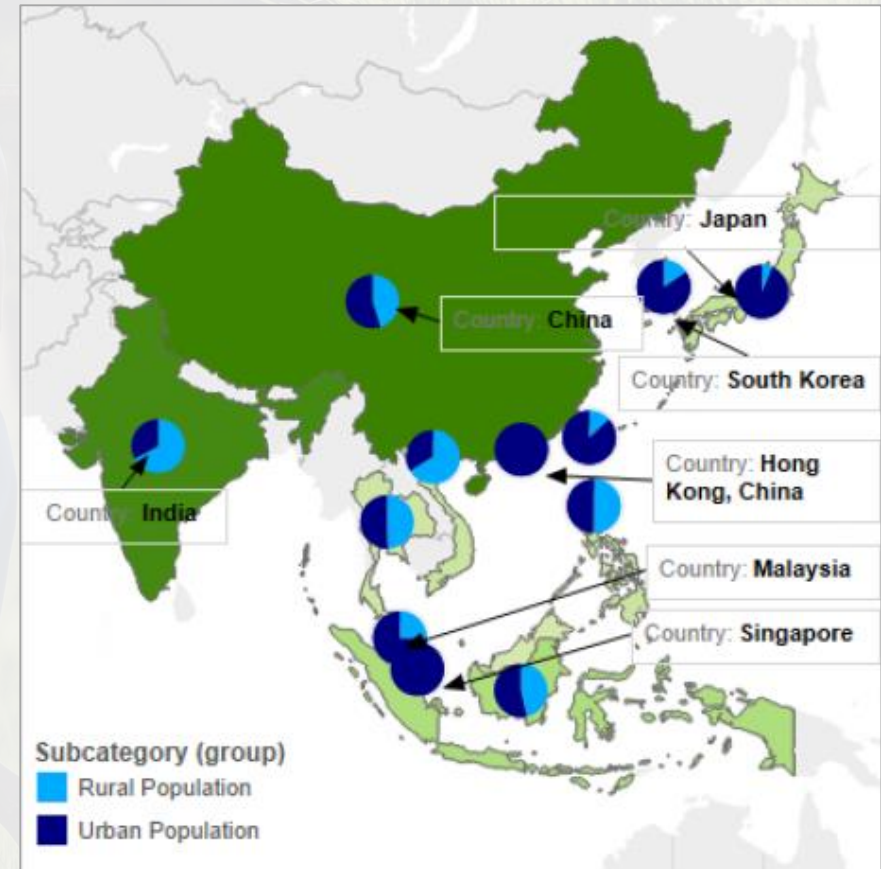 Country: Japan
Country: China
Country: South Korea
Country: Hong
Kong, China
Country: India
Country: Malaysia
Country: Singapore
Subcategory (group)
Rural Population
Urban Population